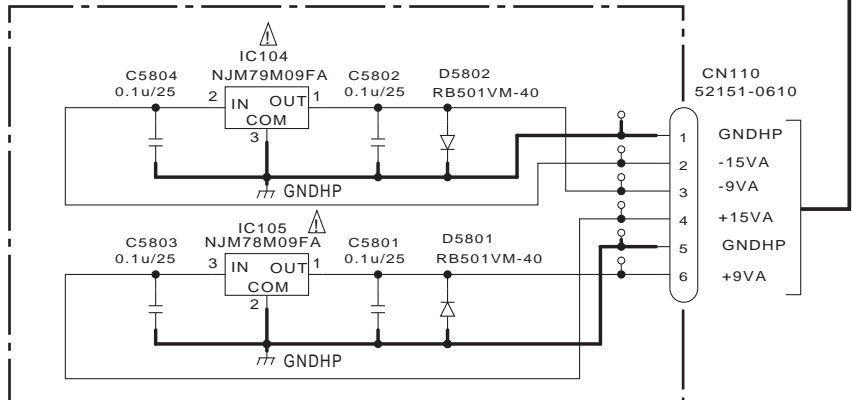 IC104
NJM79M09FA
C5804
0.1u/25
2 IN OUT 1
COM
3
C5802
0.1u/25
D5802
RB501VM-40
GNDHP
IC105
NJM78M09FA
C5803
0.1u/25
3 IN OUT 1
COM
2
C5801
0.1u/25
D5801
RB501VM-40
GNDHP
CN110
52151-0610
1 GNDHP
2 -15VA
3 -9VA
4 +15VA
5 GNDHP
6 +9VA